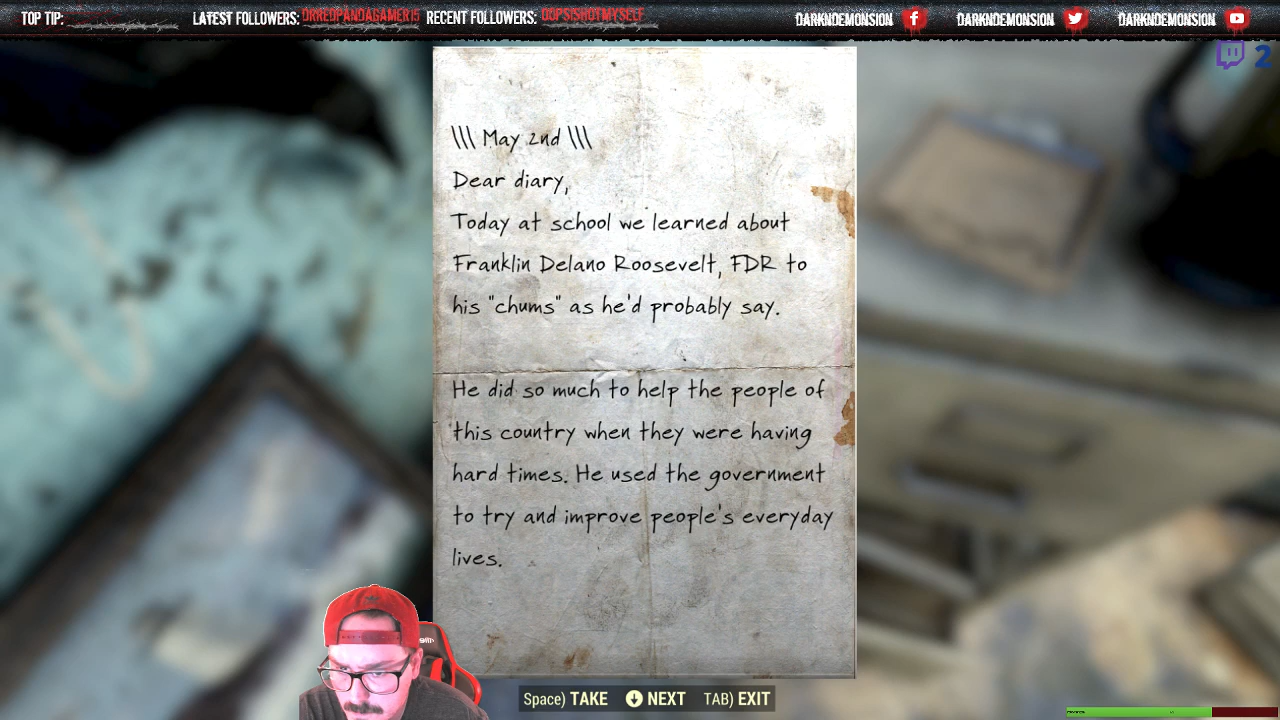 TOP TIP: LATEST FOLLOWERS: DRREDPANDAGAMER15 RECENT FOLLOWERS: OOPSISHOTMYSELF DARKNDEMONSION DARKNDEMONSION DARKNDEMONSION
2
\\\ May 2nd \\\
Dear diary,
Today at school we learned about
Franklin Delano Roosevelt, FDR to
his "chums" as he'd probably say.
He did so much to help the people of
this country when they were having
hard times. He used the government
to try and improve people's everyday
lives.
Space) TAKE NEXT TAB) EXIT